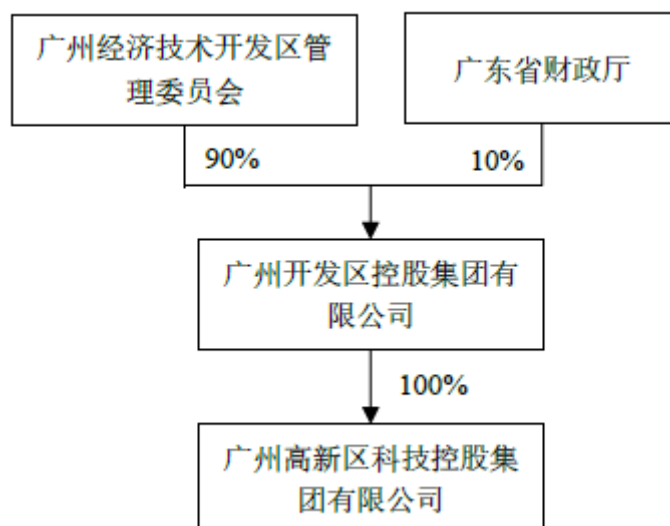 广州经济技术开发区管
理委员会
广东省财政厅
90%
10%
广州开发区控股集团有
限公司
100%
广州高新区科技控股集
团有限公司